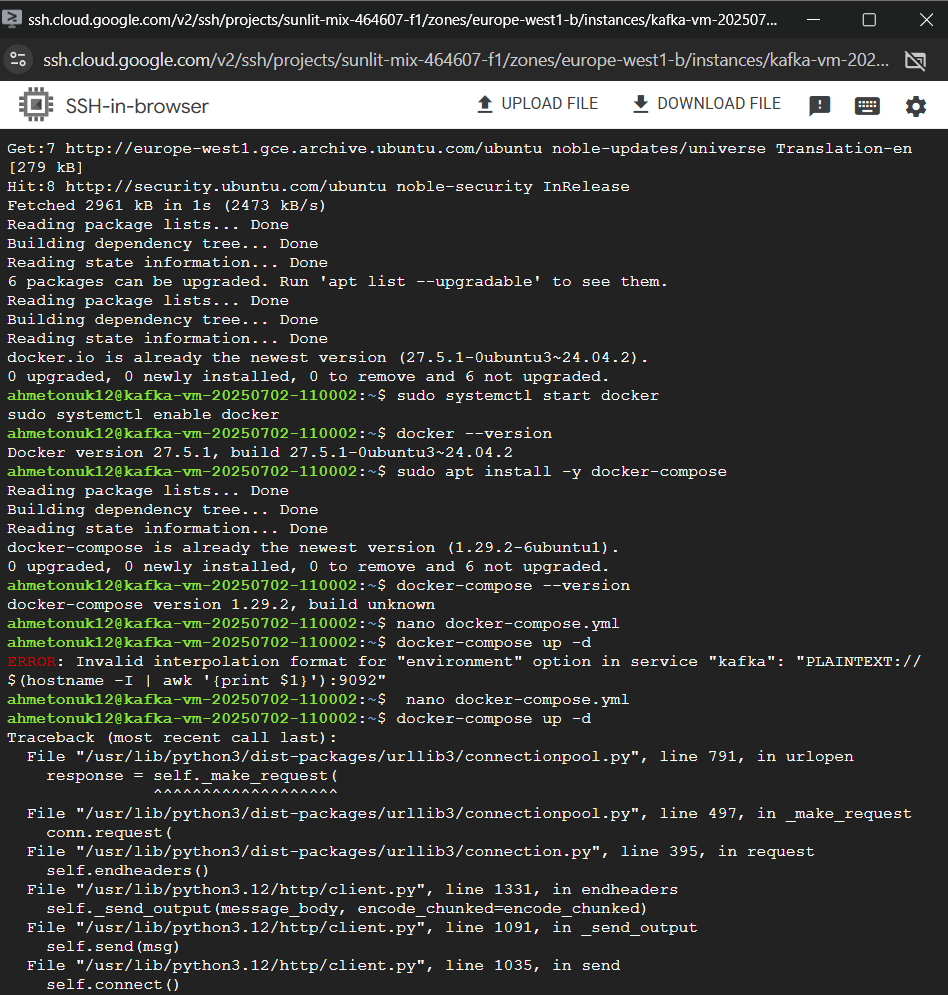 ssh.cloud.google.com/v2/ssh/projects/sunlit-mix-464607-f1/zones/europe-west1-b/instances/kafka-vm-202507...
ssh.cloud.google.com/v2/ssh/projects/sunlit-mix-464607-f1/zones/europe-west1-b/instances/kafka-vm-202...
SSH-in-browser UPLOAD FILE DOWNLOAD FILE
Get:7 http://europe-west1.gce.archive.ubuntu.com/ubuntu noble-updates/universe Translation-en
[279 kB]
Hit:8 http://security.ubuntu.com/ubuntu noble-security InRelease
Fetched 2961 kB in 1s (2473 kB/s)
Reading package lists... Done
Building dependency tree... Done
Reading state information... Done
6 packages can be upgraded. Run 'apt list --upgradable' to see them.
Reading package lists... Done
Building dependency tree... Done
Reading state information... Done
docker.io is already the newest version (27.5.1-0ubuntu3~24.04.2).
0 upgraded, 0 newly installed, 0 to remove and 6 not upgraded.
ahmetonuk12@kafka-vm-20250702-110002:~$ sudo systemctl start docker
sudo systemctl enable docker
ahmetonuk12@kafka-vm-20250702-110002:~$ docker --version
Docker version 27.5.1, build 27.5.1-0ubuntu3~24.04.2
ahmetonuk12@kafka-vm-20250702-110002:~$ sudo apt install -y docker-compose
Reading package lists... Done
Building dependency tree... Done
Reading state information... Done
docker-compose is already the newest version (1.29.2-6ubuntu1).
0 upgraded, 0 newly installed, 0 to remove and 6 not upgraded.
ahmetonuk12@kafka-vm-20250702-110002:~$ docker-compose --version
docker-compose version 1.29.2, build unknown
ahmetonuk12@kafka-vm-20250702-110002:~$ nano docker-compose.yml
ahmetonuk12@kafka-vm-20250702-110002:~$ docker-compose up -d
ERROR: Invalid interpolation format for "environment" option in service "kafka": "PLAINTEXT://
$(hostname -I | awk '{print $1}'):9092"
ahmetonuk12@kafka-vm-20250702-110002:~$  nano docker-compose.yml
ahmetonuk12@kafka-vm-20250702-110002:~$ docker-compose up -d
Traceback (most recent call last):
  File "/usr/lib/python3/dist-packages/urllib3/connectionpool.py", line 791, in urlopen
    response = self._make_request(
               ^^^^^^^^^^^^^^^^^^^
  File "/usr/lib/python3/dist-packages/urllib3/connectionpool.py", line 497, in _make_request
    conn.request(
  File "/usr/lib/python3/dist-packages/urllib3/connection.py", line 395, in request
    self.endheaders()
  File "/usr/lib/python3.12/http/client.py", line 1331, in endheaders
    self._send_output(message_body, encode_chunked=encode_chunked)
  File "/usr/lib/python3.12/http/client.py", line 1091, in _send_output
    self.send(msg)
  File "/usr/lib/python3.12/http/client.py", line 1035, in send
    self.connect()